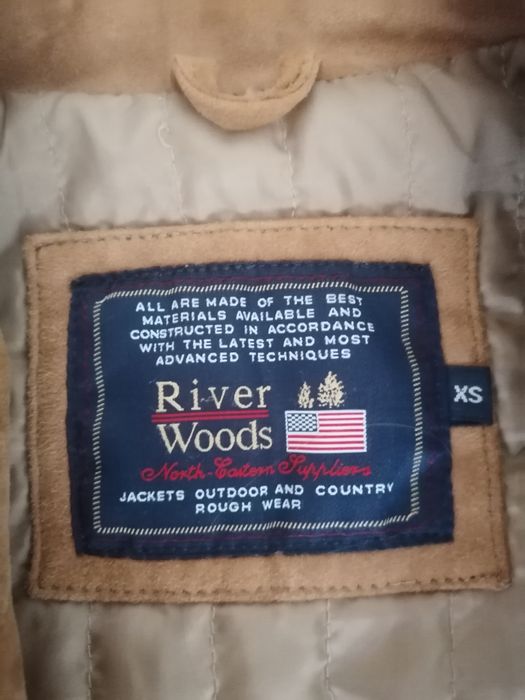 ALL ARE MADE OF THE BEST
MATERIALS AVAILABLE AND
CONSTRUCTED IN ACCORDANCE
WITH THE LATEST AND MOST
ADVANCED TECHNIQUES
River
Woods
North-Eastern Suppliers
JACKETS OUTDOOR AND COUNTRY
ROUGH WEAR
XS